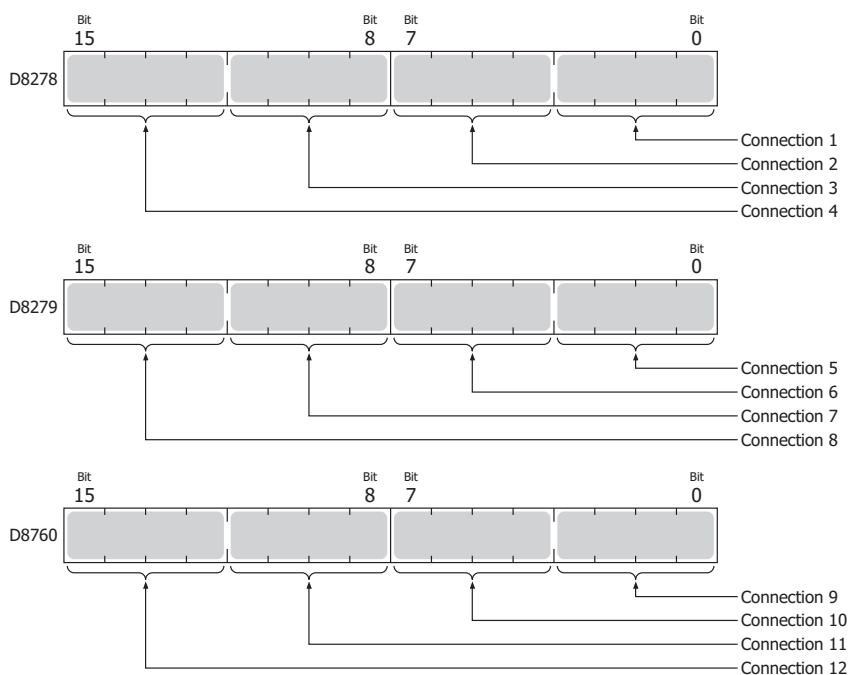 Bit Bit Bit Bit
15 8 7 0
D8278
Connection 1
Connection 2
Connection 3
Connection 4
Bit Bit Bit Bit
15 8 7 0
D8279
Connection 5
Connection 6
Connection 7
Connection 8
Bit Bit Bit Bit
15 8 7 0
D8760
Connection 9
Connection 10
Connection 11
Connection 12